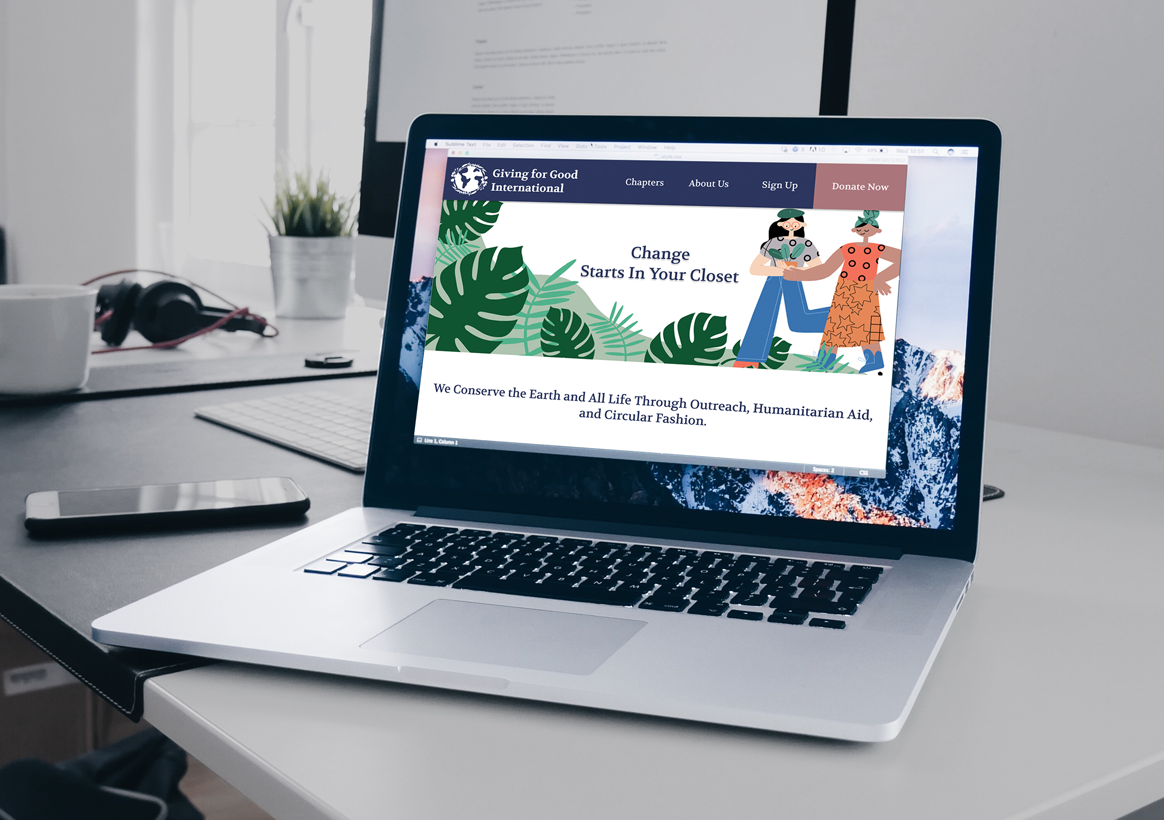 Sublime Text File Edit Selection Find View Goto Tools Project Window Help
Giving for Good
International
Chapters About Us Sign Up Donate Now
Change
Starts In Your Closet
We Conserve the Earth and All Life Through Outreach, Humanitarian Aid,
and Circular Fashion.
Line 1, Column 1 Spaces: 2 CSS